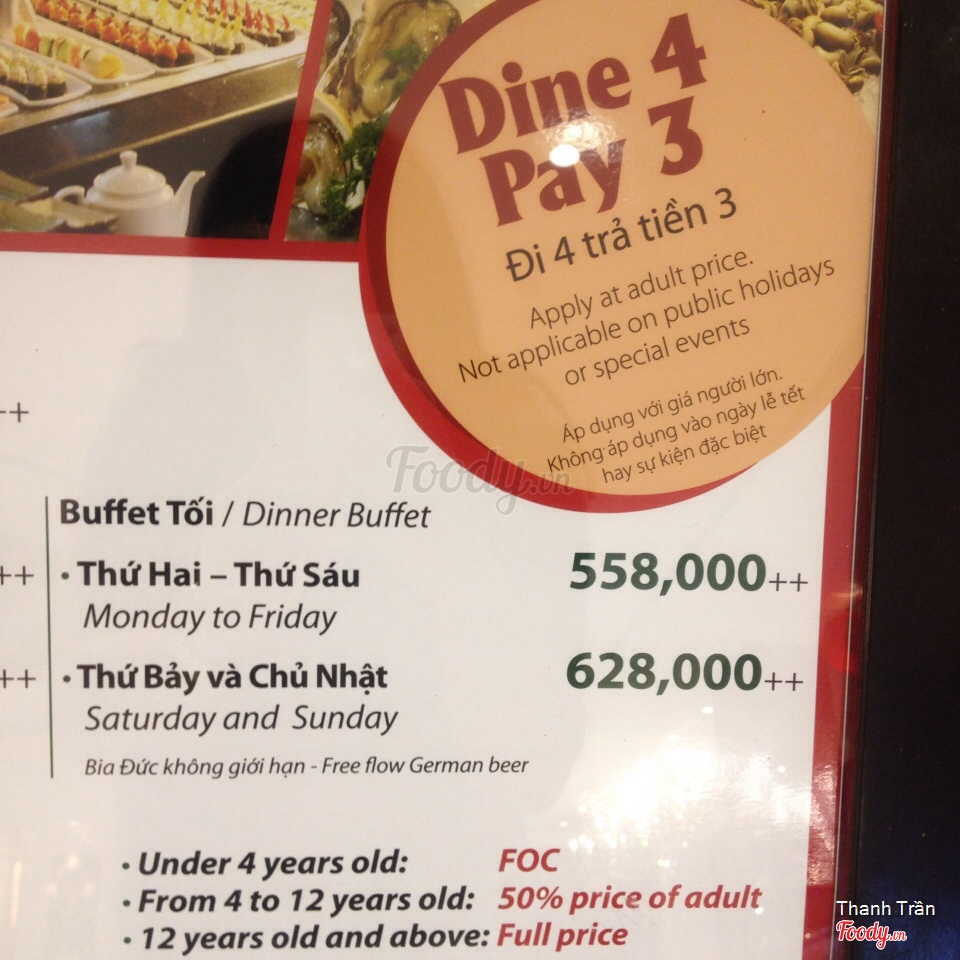 Dine 4
Pay 3
Đi 4 trả tiền 3
Apply at adult price.
Not applicable on public holidays
or special events
Áp dụng với giá người lớn.
Không áp dụng vào ngày lễ tết
hay sự kiện đặc biệt
++
Foody.vn
Buffet Tối / Dinner Buffet
++ • Thứ Hai – Thứ Sáu 558,000++
Monday to Friday
++ • Thứ Bảy và Chủ Nhật 628,000++
Saturday and Sunday
Bia Đức không giới hạn - Free flow German beer
• Under 4 years old: FOC
• From 4 to 12 years old: 50% price of adult
• 12 years old and above: Full price
Thanh Trần
Foody.vn